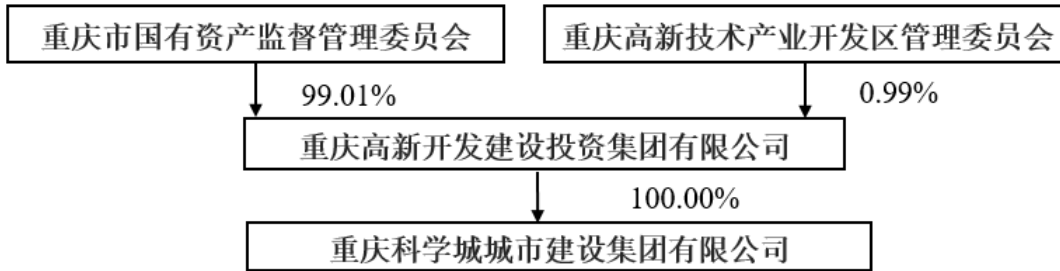 重庆市国有资产监督管理委员会
重庆高新技术产业开发区管理委员会
99.01%
0.99%
重庆高新开发建设投资集团有限公司
100.00%
重庆科学城城市建设集团有限公司